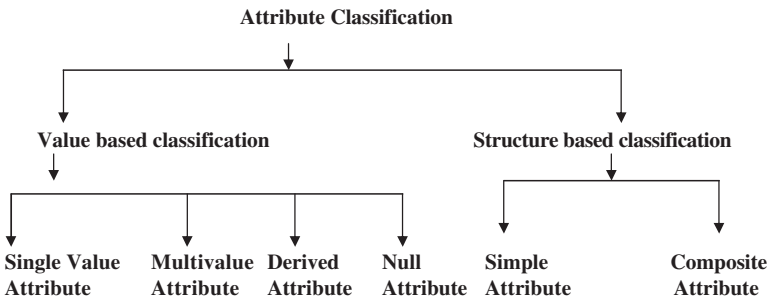 Attribute Classification
Value based classification
Structure based classification
Single Value Attribute
Multivalue Attribute
Derived Attribute
Null Attribute
Simple Attribute
Composite Attribute